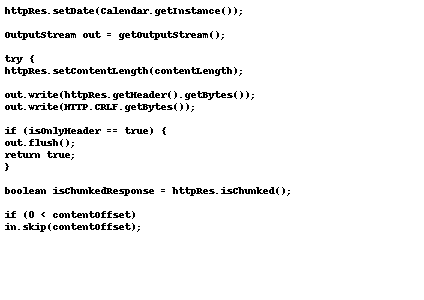 httpRes.setDate(Calendar.getInstance());
OutputStream out = getOutputStream();
try {
httpRes.setContentLength(contentLength);
out.write(httpRes.getHeader().getBytes());
out.write(HTTP.CRLF.getBytes());
if (isOnlyHeader == true) {
out.flush();
return true;
}
boolean isChunkedResponse = httpRes.isChunked();
if (0 < contentOffset)
in.skip(contentOffset);